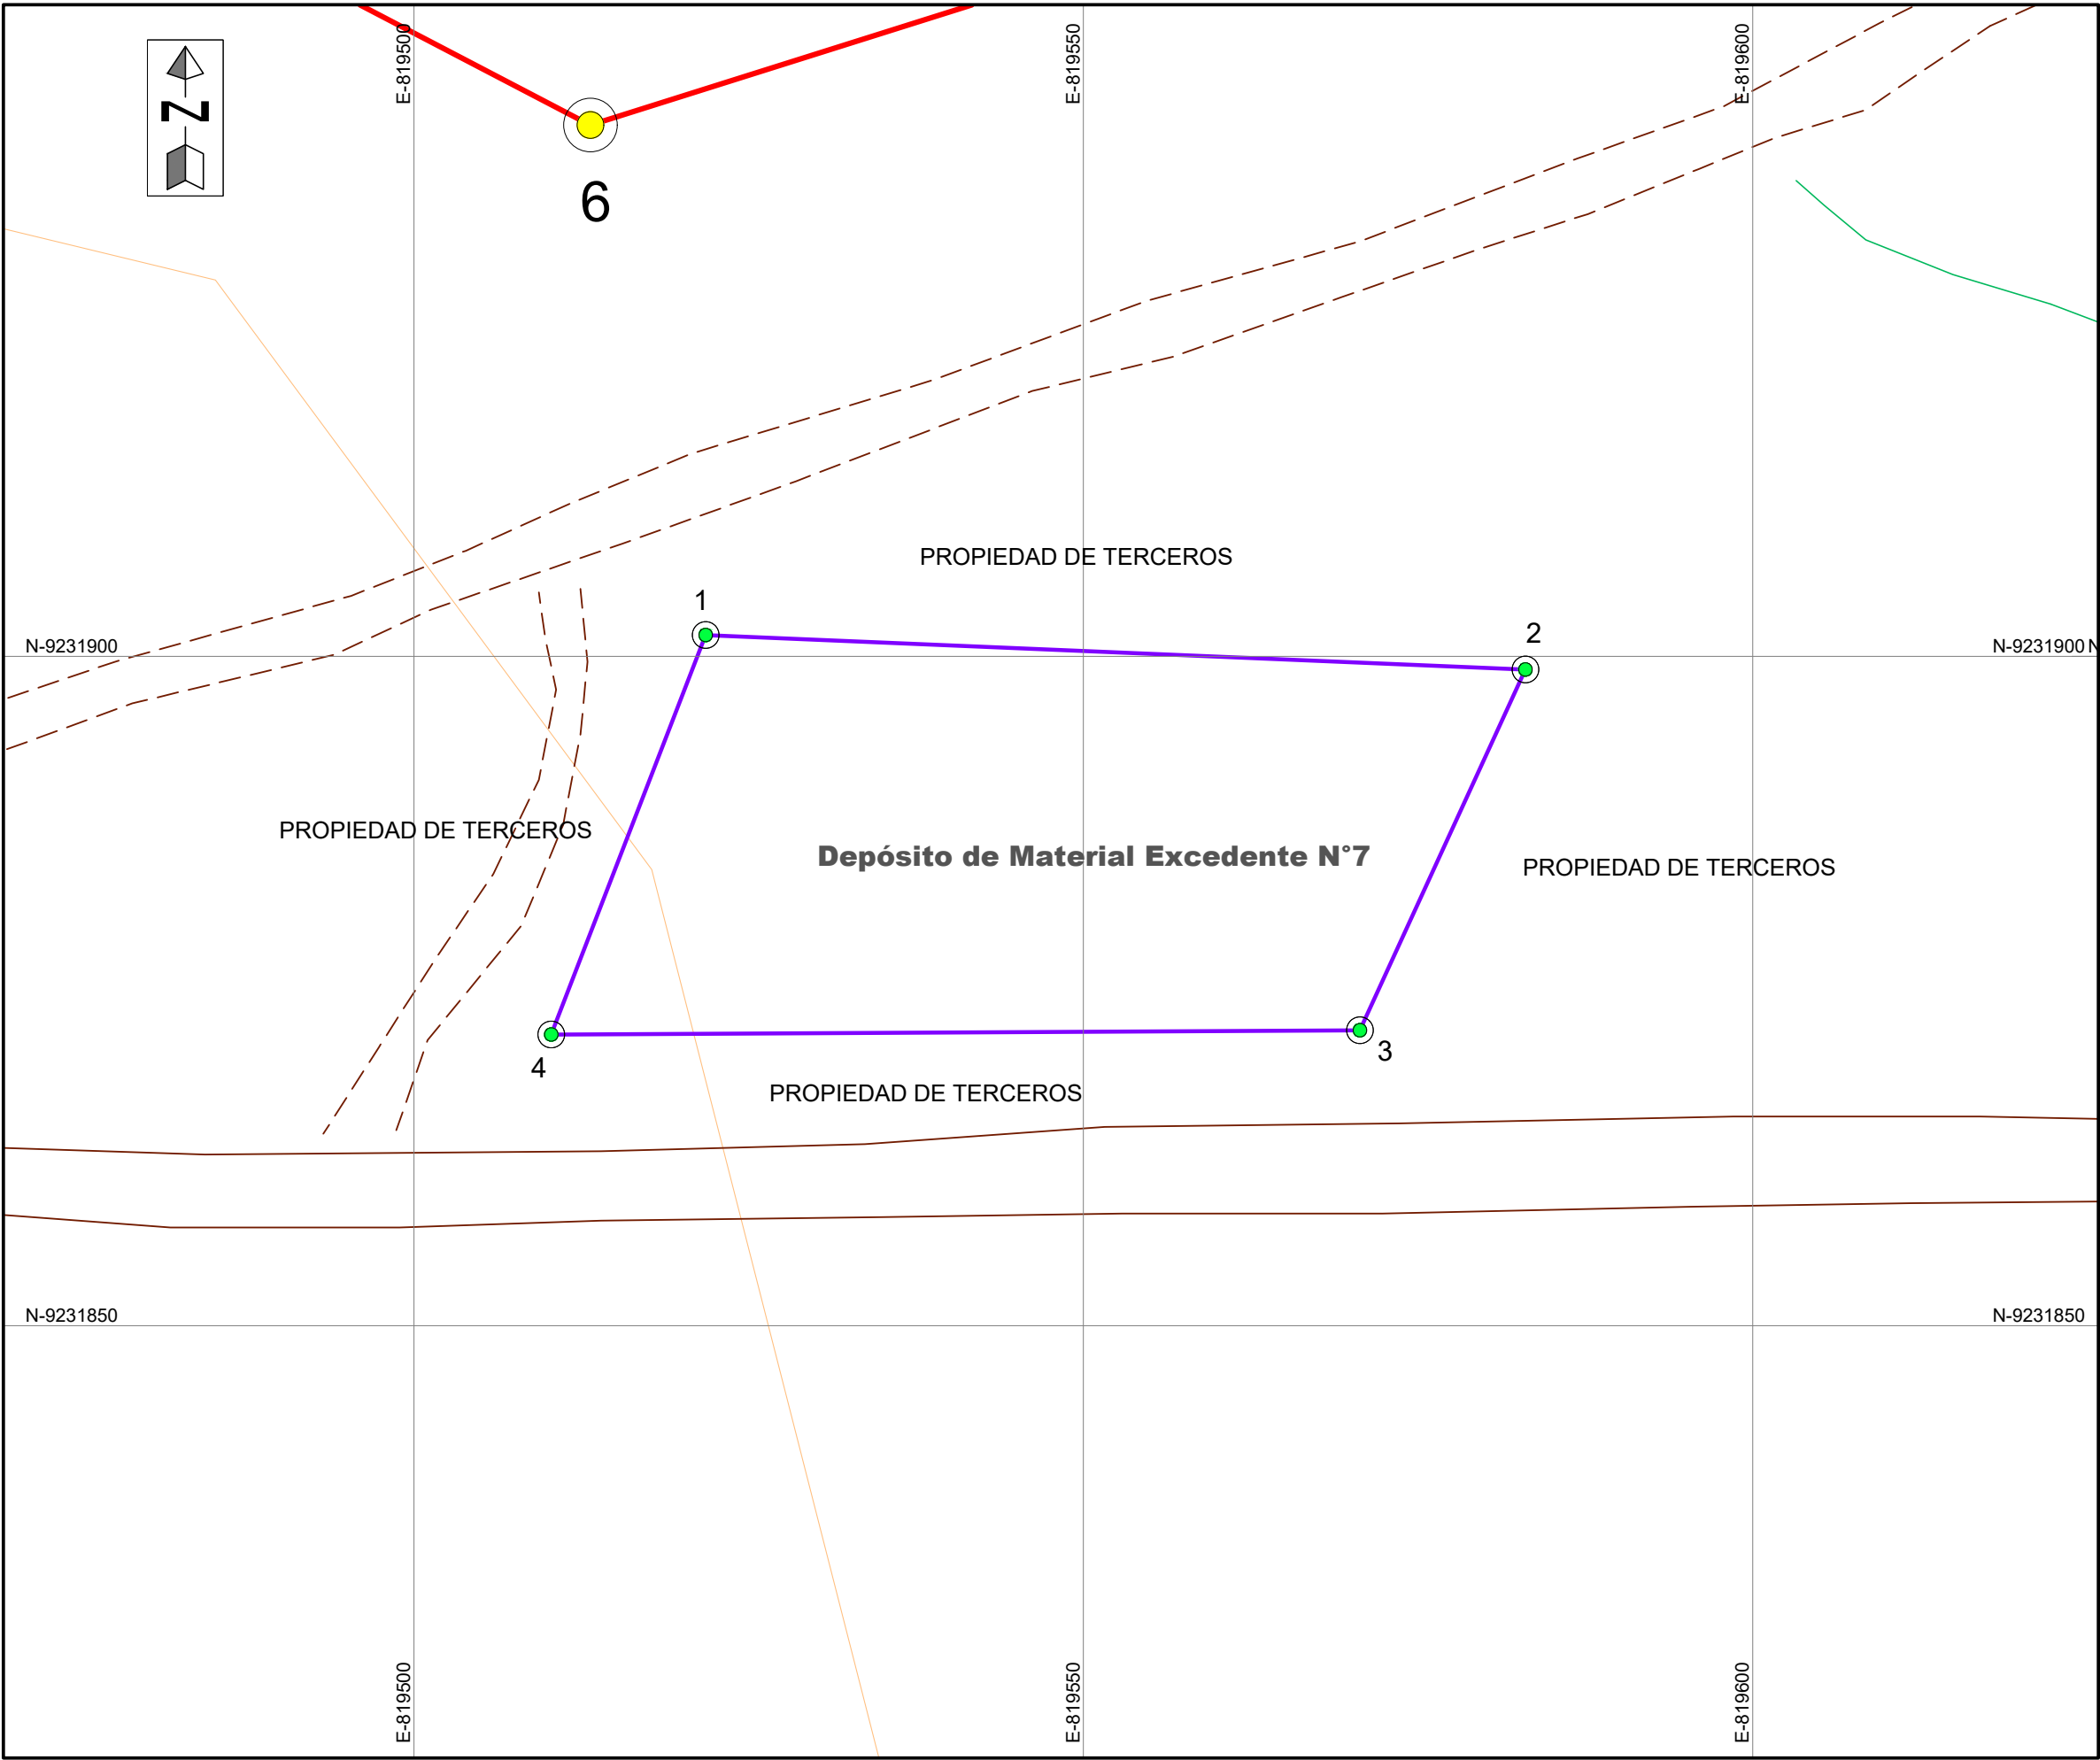 E-819500
E-819550
E-819600
N
6
PROPIEDAD DE TERCEROS
1
2
N-9231900
N-9231900 N
PROPIEDAD DE TERCEROS
Depósito de Material Excedente N°7
PROPIEDAD DE TERCEROS
4
3
PROPIEDAD DE TERCEROS
N-9231850
N-9231850
E-819500
E-819550
E-819600